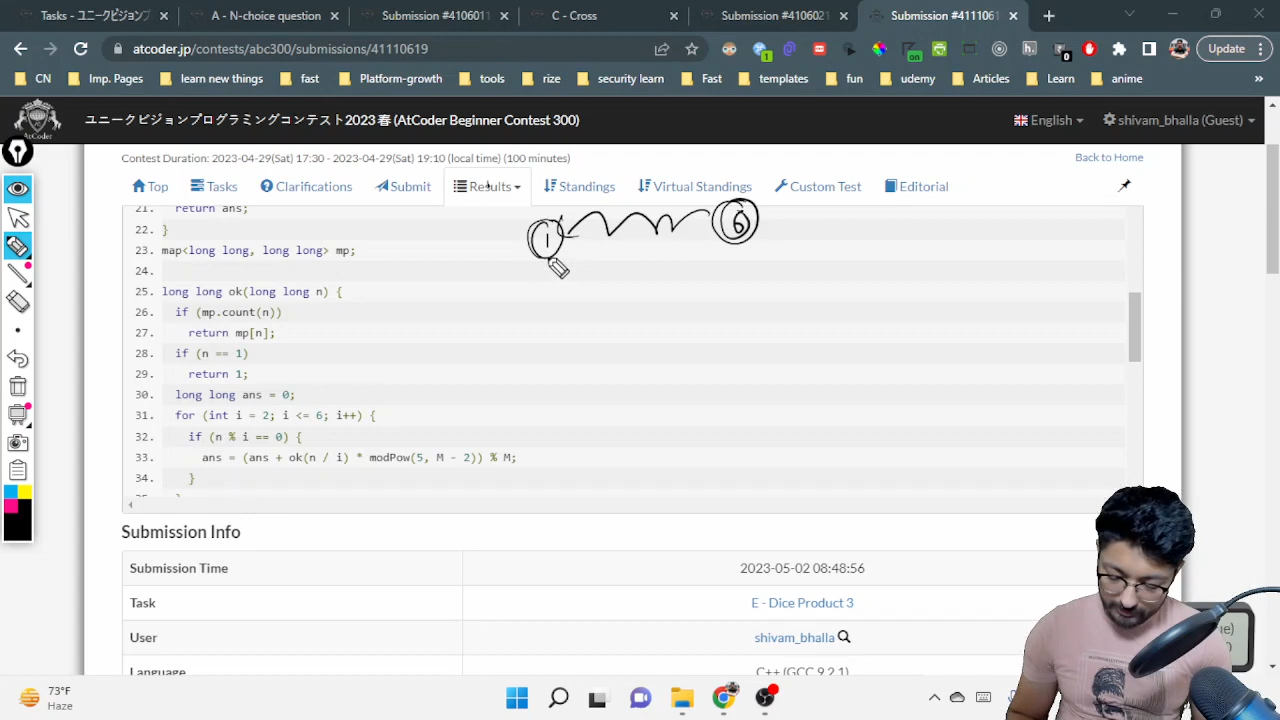 Tasks - ユニークビジョンプ
A - N-choice question
Submission #4106011
C - Cross
Submission #4106021
Submission #4111061
atcoder.jp/contests/abc300/submissions/41110619
Update
CN
Imp. Pages
learn new things
fast
Platform-growth
tools
rize
security learn
Fast
templates
fun
udemy
Articles
Learn
anime
»
1
on
0
AtCoder
ユニークビジョンプログラミングコンテスト2023 春 (AtCoder Beginner Contest 300)
English
shivam_bhalla (Guest)
Contest Duration: 2023-04-29(Sat) 17:30 - 2023-04-29(Sat) 19:10 (local time) (100 minutes)
Back to Home
Top
Tasks
Clarifications
Submit
Results
Standings
Virtual Standings
Custom Test
Editorial
21. return ans;
22. }
23. map<long long, long long> mp;
24.
25. long long ok(long long n) {
26. if (mp.count(n))
27. return mp[n];
28. if (n == 1)
29. return 1;
30. long long ans = 0;
31. for (int i = 2; i <= 6; i++) {
32. if (n % i == 0) {
33. ans = (ans + ok(n / i) * modPow(5, M - 2)) % M;
34. }
1
6
Submission Info
Submission Time
2023-05-02 08:48:56
Task
E - Dice Product 3
User
shivam_bhalla
Language
C++ (GCC 9.2.1)
73°F
Haze